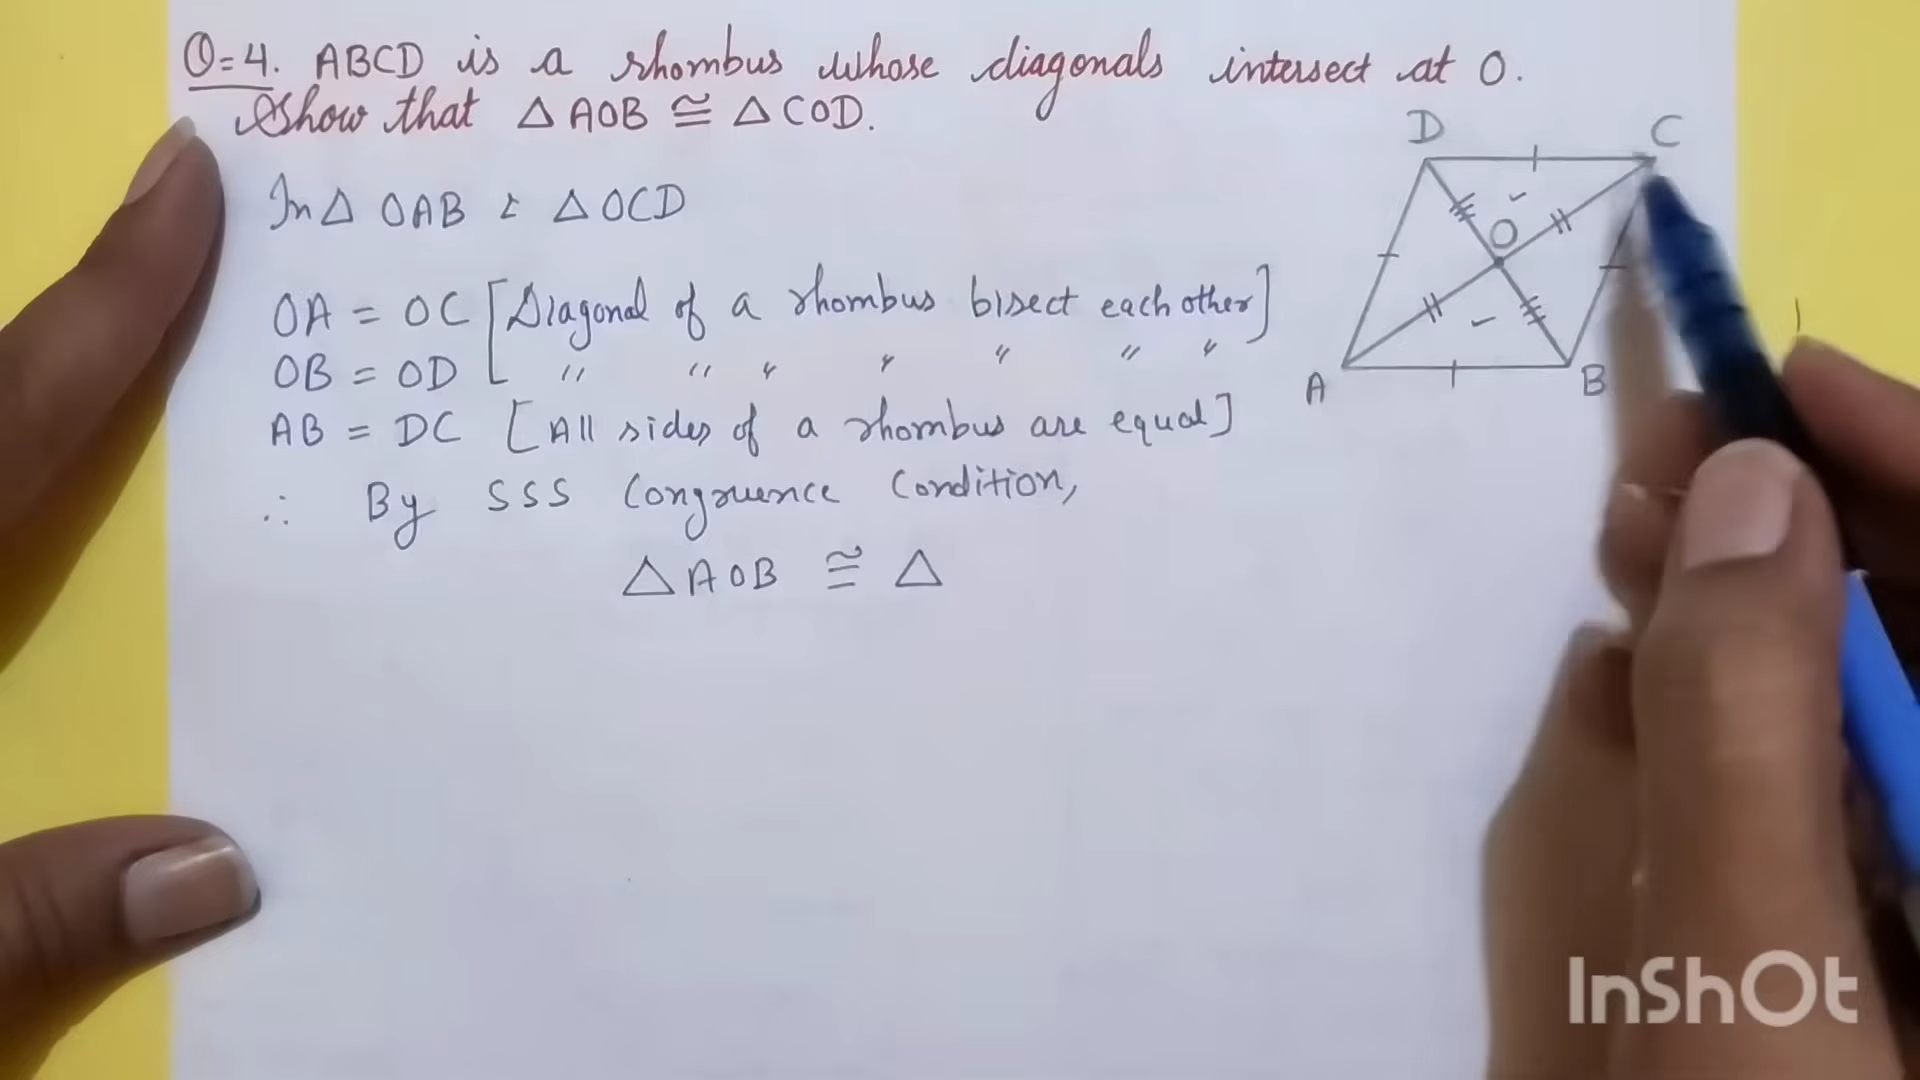 Q=4. ABCD is a rhombus whose diagonals intersect at O.
Show that △ AOB ≅ △ COD.
In △ OAB & △ OCD
OA = OC [Diagonal of a rhombus bisect each other]
OB = OD [ " " " " " " "
AB = DC [All sides of a rhombus are equal]
∴ By SSS Congruence Condition,
△ AOB ≅ △
D C
O
A B
InShOt